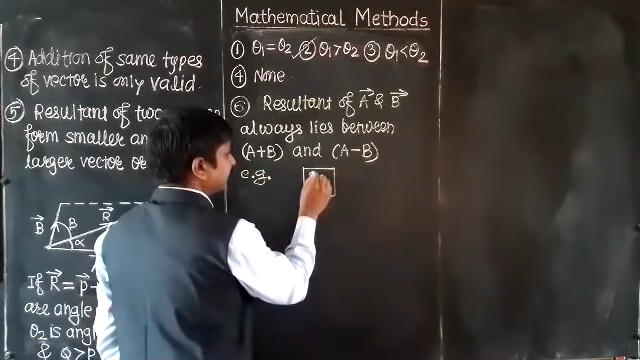 ④ Addition of same types
of vector is only valid.
⑤ Resultant of two
form smaller an
larger vector or
B⃗ B R⃗ α
If R⃗ = P⃗
are angle
θ₂ is angl
& Q > P
Mathematical Methods
① θ₁=θ₂, ② θ₁>θ₂ ③ θ₁<θ₂
④ None
⑥ Resultant of A⃗ & B⃗
always lies between
(A+B) and (A-B)
e.g.